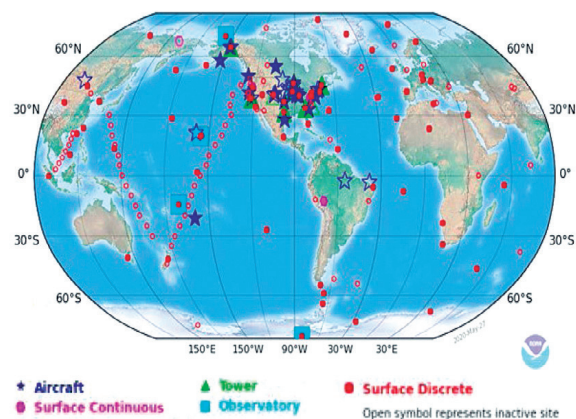 60°N
60°N
30°N
30°N
0°
0°
30°S
30°S
60°S
60°S
2020 May 27
NOAA
150°E 150°W 90°W 30°W 30°E
Aircraft Tower Surface Discrete
Surface Continuous Observatory Open symbol represents inactive site